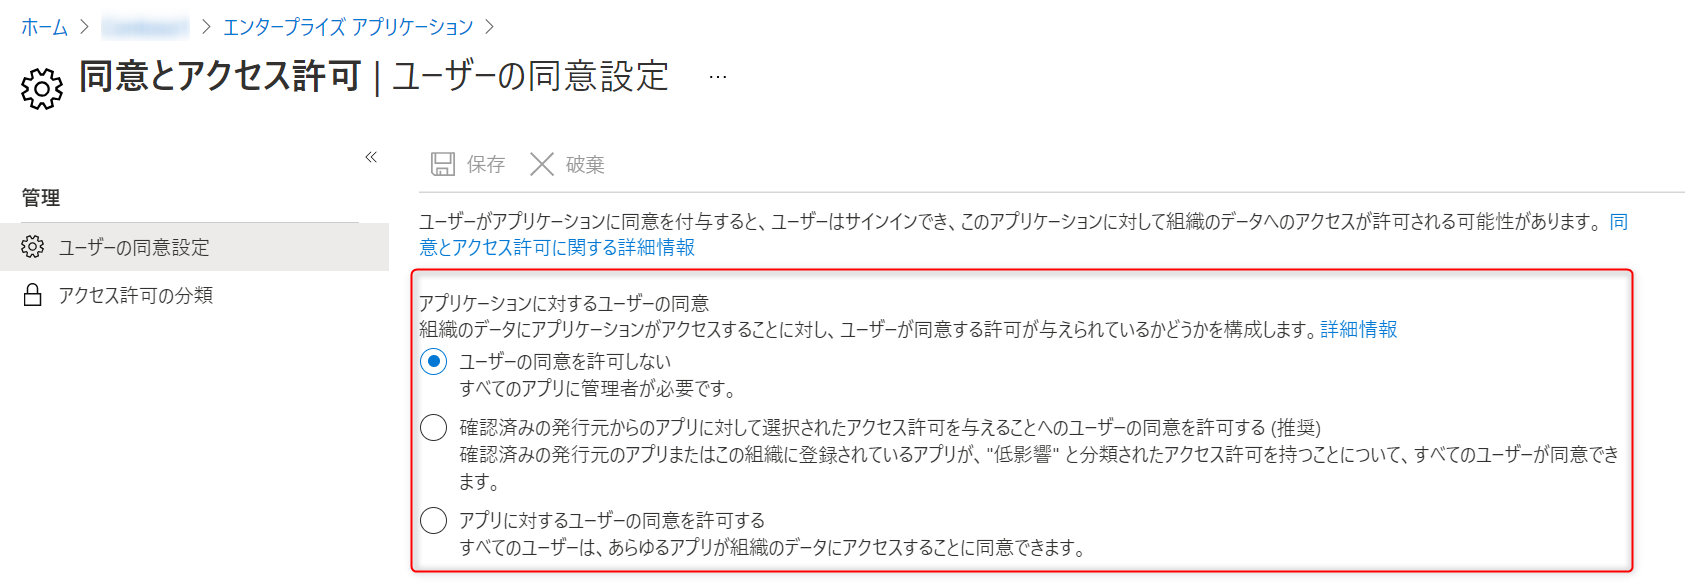 ホーム > > エンタープライズ アプリケーション >
同意とアクセス許可 | ユーザーの同意設定 …
«
保存 破棄
管理
ユーザーの同意設定
アクセス許可の分類
ユーザーがアプリケーションに同意を付与すると、ユーザーはサインインでき、このアプリケーションに対して組織のデータへのアクセスが許可される可能性があります。 同
意とアクセス許可に関する詳細情報
アプリケーションに対するユーザーの同意
組織のデータにアプリケーションがアクセスすることに対し、ユーザーが同意する許可が与えられているかどうかを構成します。詳細情報
ユーザーの同意を許可しない
すべてのアプリに管理者が必要です。
確認済みの発行元からのアプリに対して選択されたアクセス許可を与えることへのユーザーの同意を許可する (推奨)
確認済みの発行元のアプリまたはこの組織に登録されているアプリが、"低影響" と分類されたアクセス許可を持つことについて、すべてのユーザーが同意でき
ます。
アプリに対するユーザーの同意を許可する
すべてのユーザーは、あらゆるアプリが組織のデータにアクセスすることに同意できます。